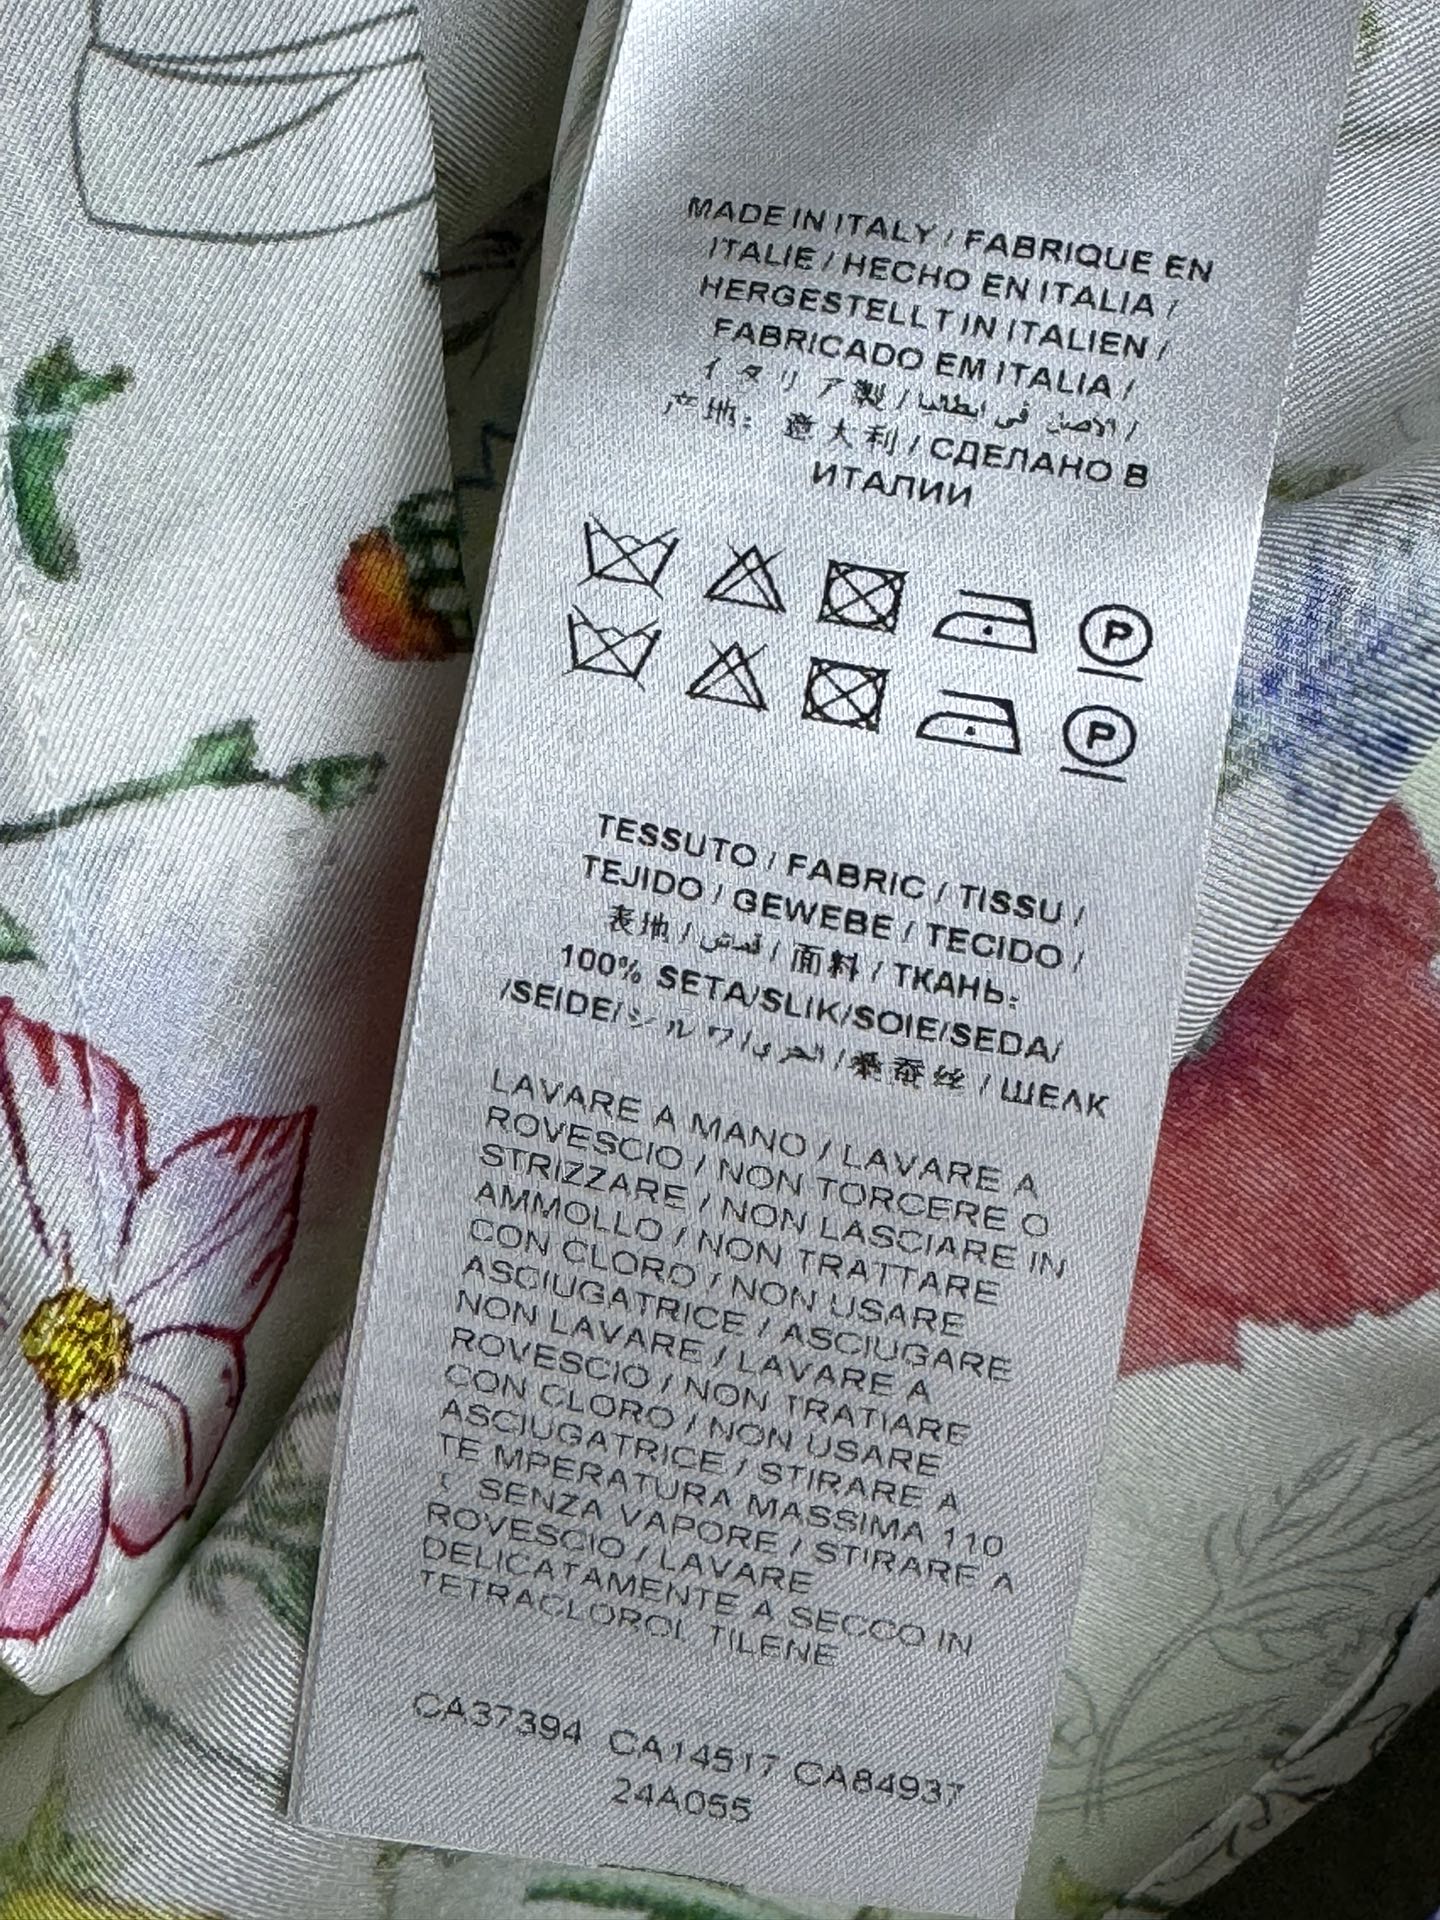 MADE IN ITALY / FABRIQUE EN
ITALIE / HECHO EN ITALIA /
HERGESTELLT IN ITALIEN /
FABRICADO EM ITALIA /
イタリア製 / الاصل في ايطاليا /
产地: 意大利 / СДЕЛАНО В
ИТАЛИИ
P
P
TESSUTO / FABRIC / TISSU /
TEJIDO / GEWEBE / TECIDO /
表地 / قمدش / 面料 / ТКАНЬ:
100% SETA/SLIK/SOIE/SEDA/
/SEIDE/シルク / / 桑蚕丝 / ШЕЛК
LAVARE A MANO / LAVARE A
ROVESCIO / NON TORCERE O
STRIZZARE / NON LASCIARE IN
AMMOLLO / NON TRATTARE
CON CLORO / NON USARE
ASCIUGATRICE / ASCIUGARE
NON LAVARE / LAVARE A
ROVESCIO / NON TRATIARE
CON CLORO / NON USARE
ASCIUGATRICE / STIRARE A
TE MPERATURA MASSIMA 110
SENZA VAPORE / STIRARE A
ROVESCIO / LAVARE
DELICATAMENTE A SECCO IN
TETRACLOROL TILENE
CA37394 CA14517 CA84937
24A055